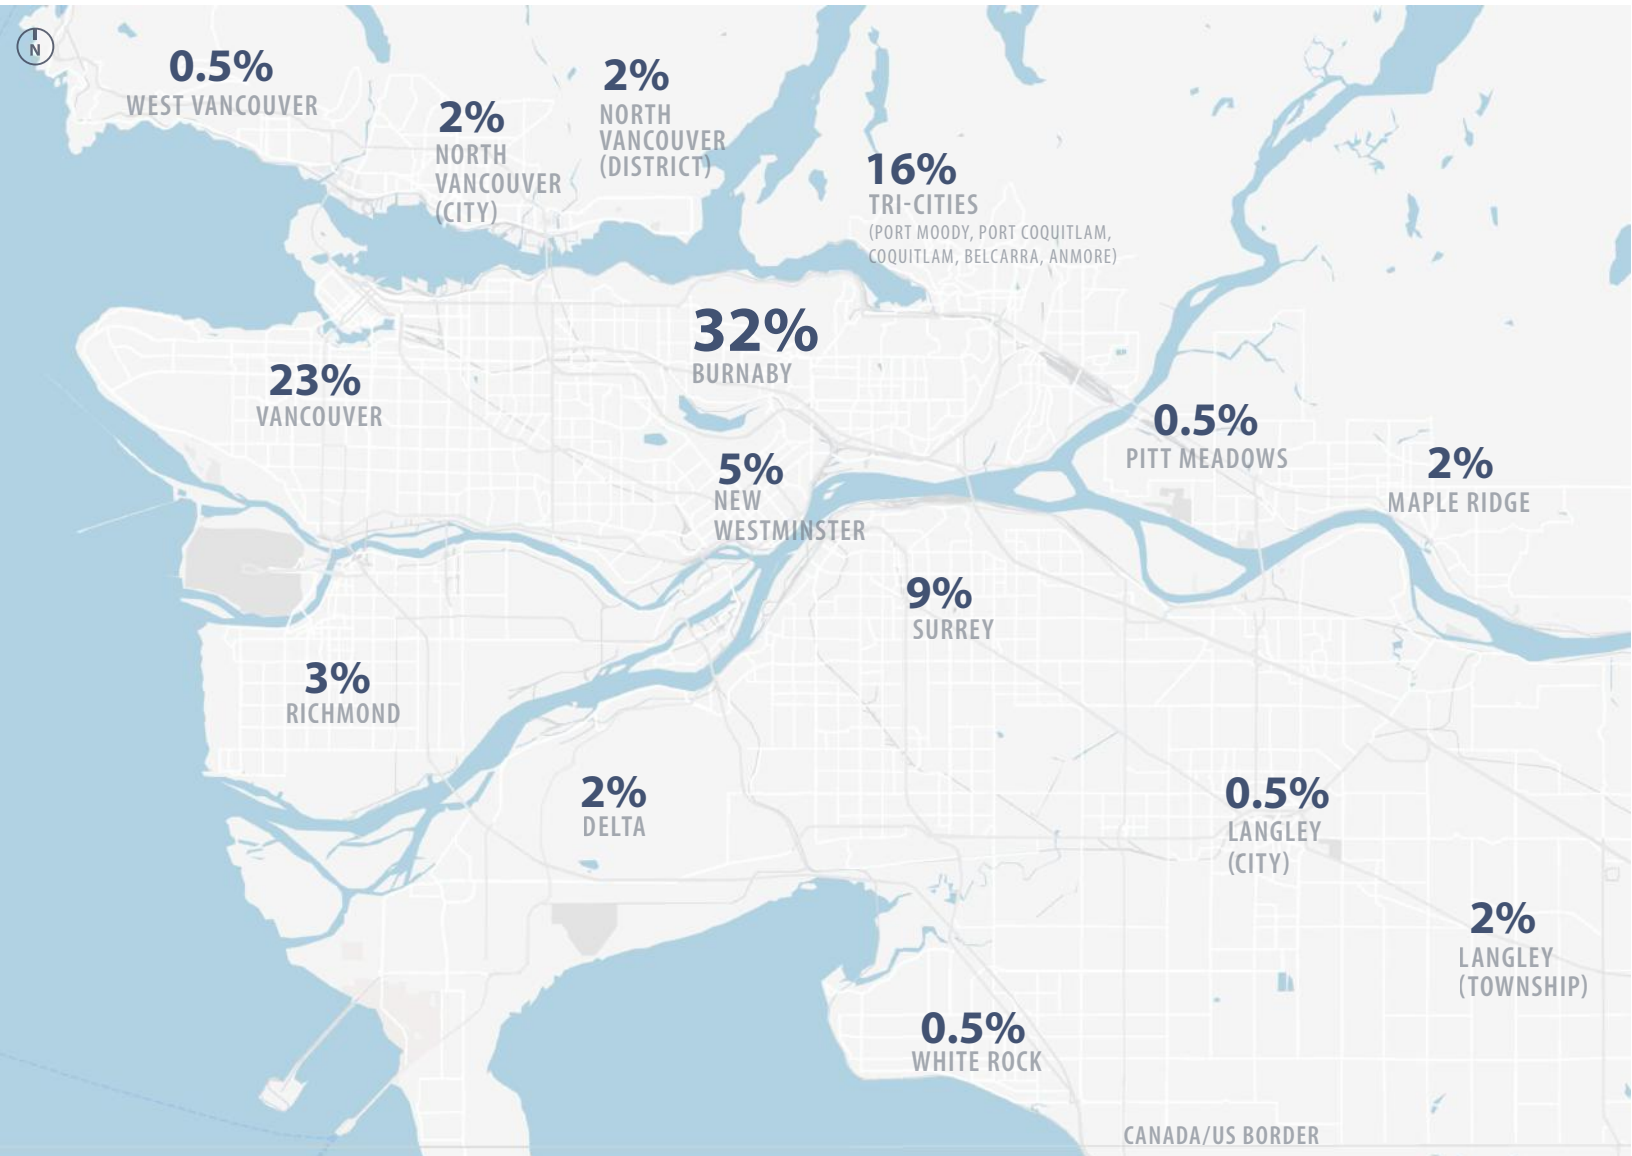 N
0.5%
WEST VANCOUVER
2%
NORTH
VANCOUVER
(CITY)
2%
NORTH
VANCOUVER
(DISTRICT)
16%
TRI-CITIES
(PORT MOODY, PORT COQUITLAM,
COQUITLAM, BELCARRA, ANMORE)
32%
BURNABY
23%
VANCOUVER
0.5%
PITT MEADOWS
2%
MAPLE RIDGE
5%
NEW
WESTMINSTER
9%
SURREY
3%
RICHMOND
2%
DELTA
0.5%
LANGLEY
(CITY)
2%
LANGLEY
(TOWNSHIP)
0.5%
WHITE ROCK
CANADA/US BORDER